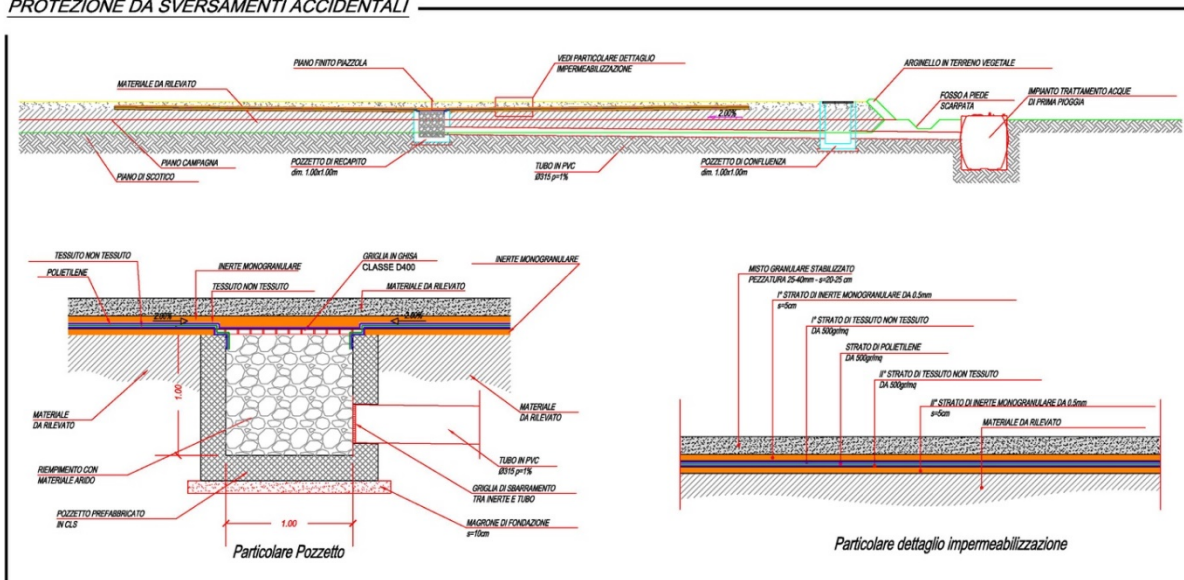 PROTEZIONE DA SVERSAMENTI ACCIDENTALI
PIANO FINITO PIAZZOLA
VEDI PARTICOLARE DETTAGLIO
IMPERMEABILIZZAZIONE
ARGINELLO IN TERRENO VEGETALE
MATERIALE DA RILEVATO
FOSSO A PIEDE
SCARPATA
IMPIANTO TRATTAMENTO ACQUE
DI PRIMA PIOGGIA
2.00%
PIANO CAMPAGNA
PIANO DI SCOTICO
POZZETTO DI RECAPITO
dim. 1.00x1.00m
TUBO IN PVC
Ø315 p=1%
POZZETTO DI CONFLUENZA
dim. 1.00x1.00m
TESSUTO NON TESSUTO
POLIETILENE
INERTE MONOGRANULARE
TESSUTO NON TESSUTO
GRIGLIA IN GHISA
CLASSE D400
MATERIALE DA RILEVATO
INERTE MONOGRANULARE
2.00%
2.00%
1.00
MATERIALE
DA RILEVATO
MATERIALE
DA RILEVATO
RIEMPIMENTO CON
MATERIALE ARIDO
TUBO IN PVC
Ø315 p=1%
GRIGLIA DI SBARRAMENTO
TRA INERTE E TUBO
POZZETTO PREFABBRICATO
IN CLS
1.00
MAGRONE DI FONDAZIONE
s=10cm
Particolare Pozzetto
MISTO GRANULARE STABILIZZATO
PEZZATURA 25-40mm - s=20-25 cm
I° STRATO DI INERTE MONOGRANULARE DA 0.5mm
s=5cm
I° STRATO DI TESSUTO NON TESSUTO
DA 500gr/mq
STRATO DI POLIETILENE
DA 500gr/mq
II° STRATO DI TESSUTO NON TESSUTO
DA 500gr/mq
II° STRATO DI INERTE MONOGRANULARE DA 0.5mm
s=5cm
MATERIALE DA RILEVATO
Particolare dettaglio impermeabilizzazione